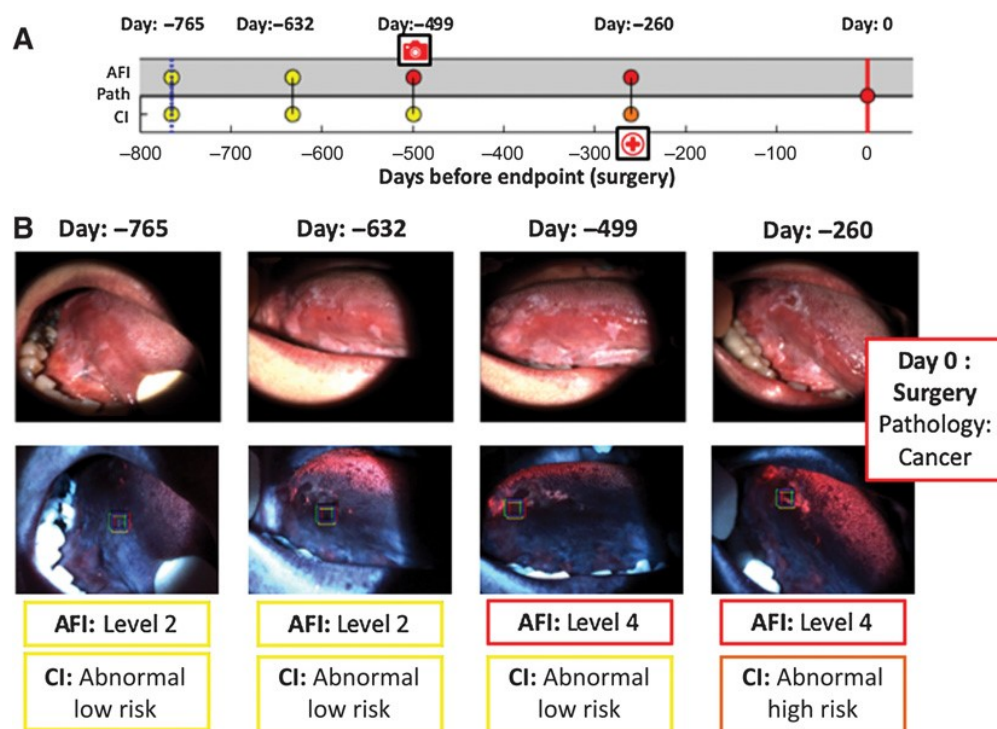 A
Day: –765 Day:–632 Day:–499 Day: –260 Day: 0
AFI
Path
CI
–800 –700 –600 –500 –400 –300 –200 –100 0
Days before endpoint (surgery)
B
Day: –765 Day: –632 Day: –499 Day: –260
Day 0 :
Surgery
Pathology:
Cancer
AFI: Level 2 AFI: Level 2 AFI: Level 4 AFI: Level 4
CI: Abnormal CI: Abnormal CI: Abnormal CI: Abnormal
low risk low risk low risk high risk